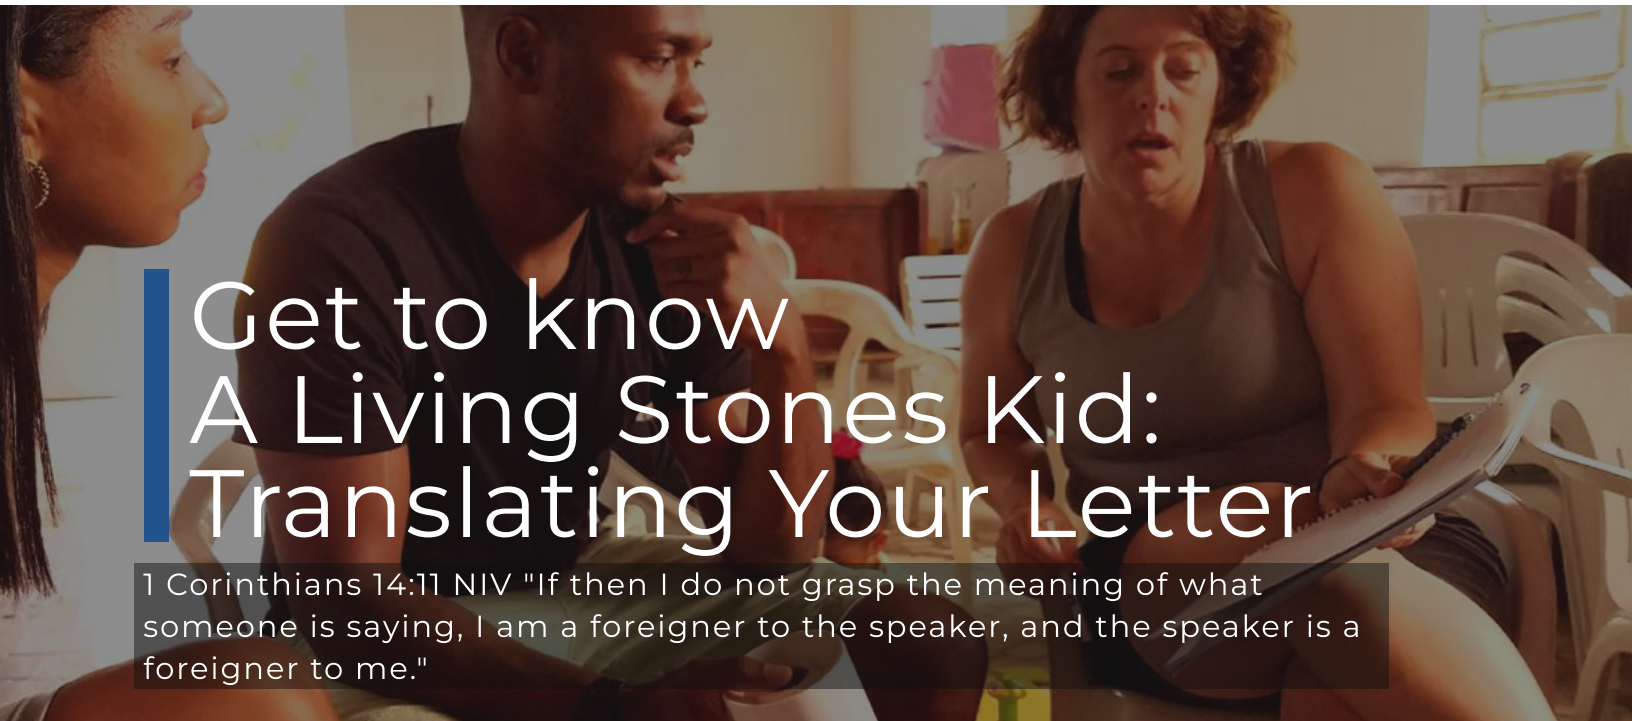 Get to know
A Living Stones Kid:
Translating Your Letter
1 Corinthians 14:11 NIV "If then I do not grasp the meaning of what
someone is saying, I am a foreigner to the speaker, and the speaker is a
foreigner to me."